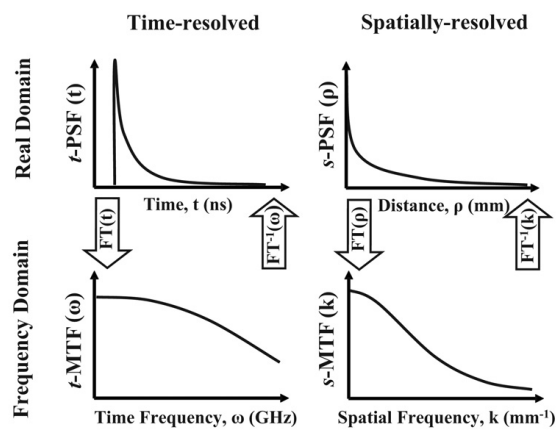 Time-resolved
Spatially-resolved
Real Domain
t-PSF (t)
Time, t (ns)
s-PSF (ρ)
Distance, ρ (mm)
FT(t)
FT⁻¹(ω)
FT(ρ)
FT⁻¹(k)
Frequency Domain
t-MTF (ω)
Time Frequency, ω (GHz)
s-MTF (k)
Spatial Frequency, k (mm⁻¹)